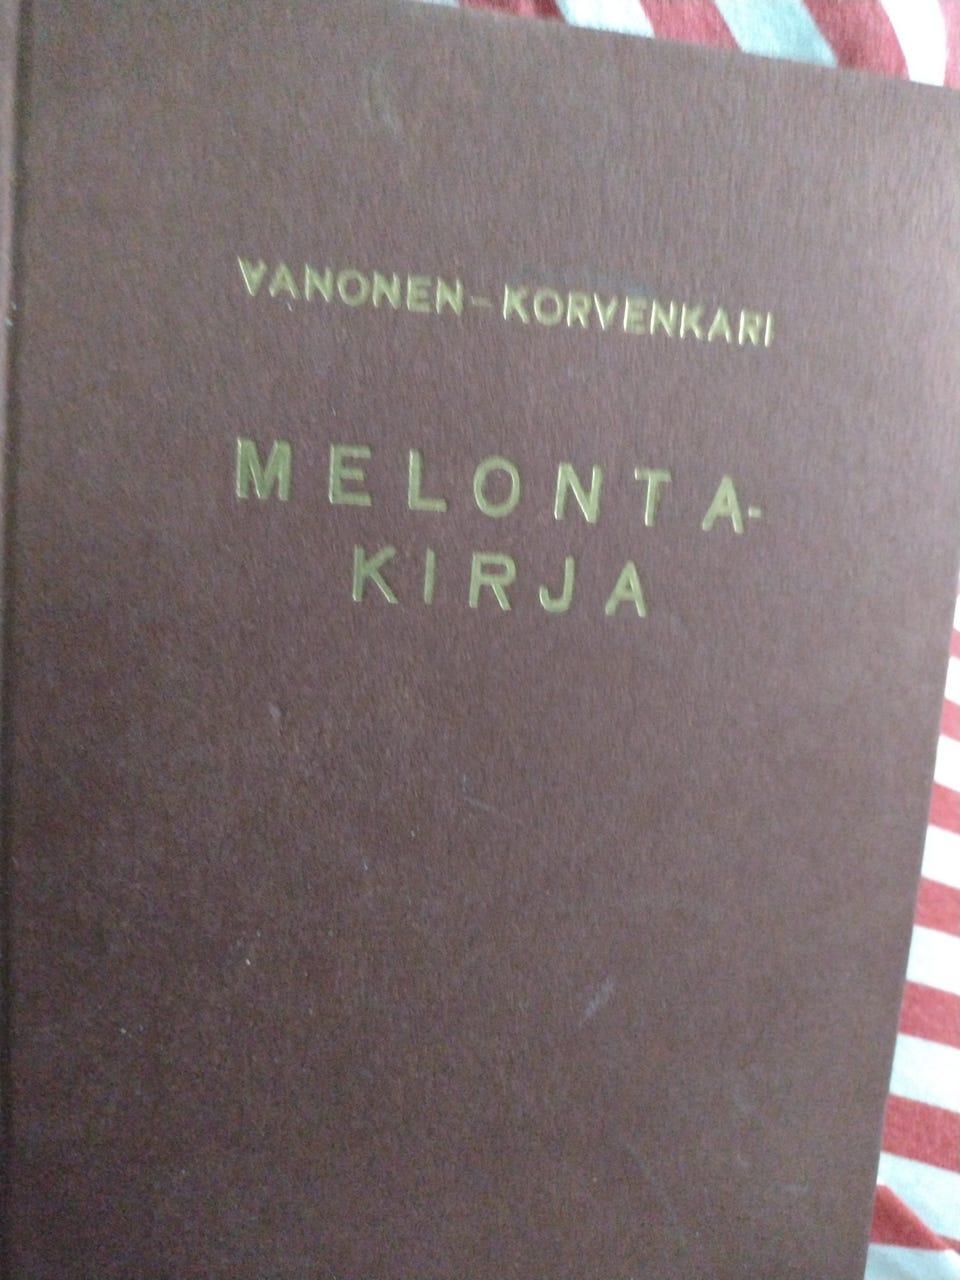 VANONEN – KORVENKARI
MELONTA-
KIRJA